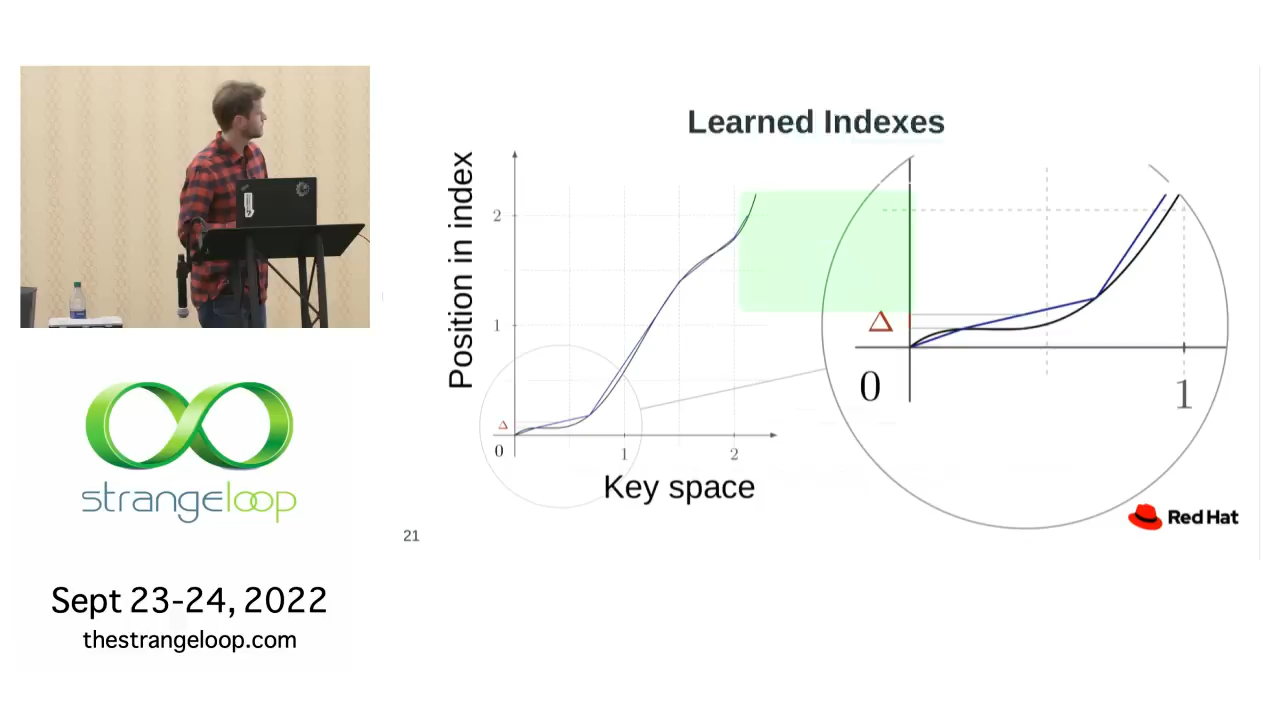 Learned Indexes
Position in index
2
1
Δ
0
1
2
Key space
Δ
0
1
21
Red Hat
strangeloop
Sept 23-24, 2022
thestrangeloop.com